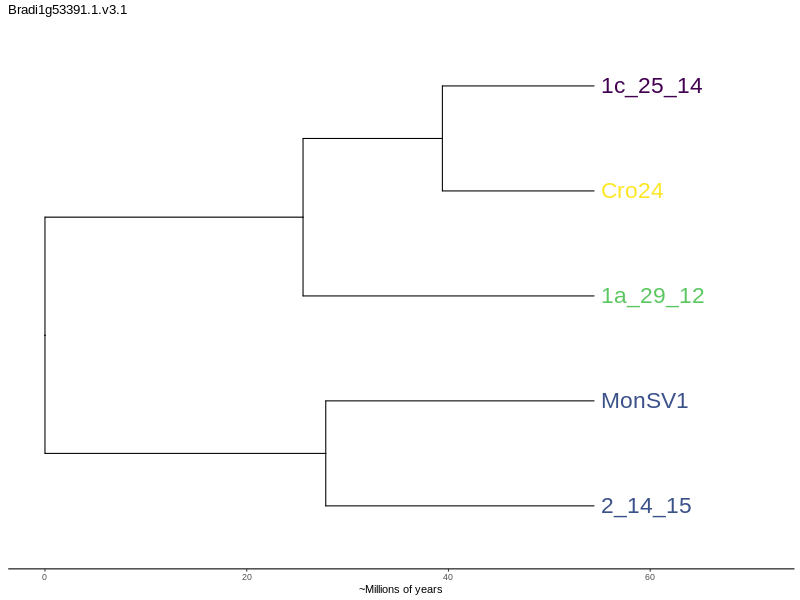 Bradi1g53391.1.v3.1
1c_25_14
Cro24
1a_29_12
MonSV1
2_14_15
0 20 40 60
~Millions of years